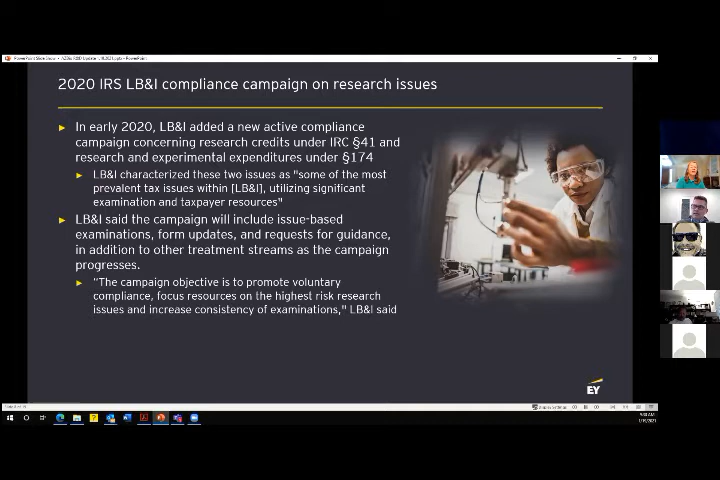 2020 IRS LB&I compliance campaign on research issues
► In early 2020, LB&I added a new active compliance
campaign concerning research credits under IRC §41 and
research and experimental expenditures under §174
► LB&I characterized these two issues as "some of the most
prevalent tax issues within [LB&I], utilizing significant
examination and taxpayer resources"
► LB&I said the campaign will include issue-based
examinations, form updates, and requests for guidance,
in addition to other treatment streams as the campaign
progresses.
► "The campaign objective is to promote voluntary
compliance, focus resources on the highest risk research
issues and increase consistency of examinations," LB&I said
EY